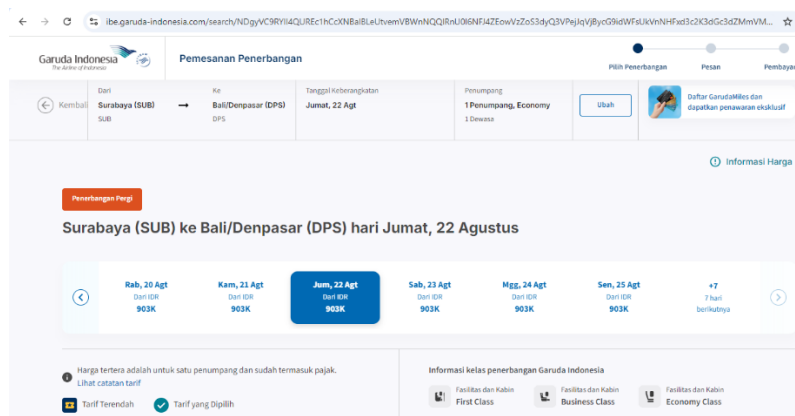 ibe.garuda-indonesia.com/search/
Garuda Indonesia
The Airline of Indonesia
Pemesanan Penerbangan
Pilih Penerbangan
Pesan
Pembaya
Kembali
Dari
Surabaya (SUB)
SUB
→
Ke
Bali/Denpasar (DPS)
DPS
Tanggal Keberangkatan
Jumat, 22 Agt
Penumpang
1 Penumpang, Economy
1 Dewasa
Ubah
Daftar GarudaMiles dan
dapatkan penawaran eksklusif
Informasi Harga
Penerbangan Pergi
Surabaya (SUB) ke Bali/Denpasar (DPS) hari Jumat, 22 Agustus
Rab, 20 Agt
Dari IDR
903K
Kam, 21 Agt
Dari IDR
903K
Jum, 22 Agt
Dari IDR
903K
Sab, 23 Agt
Dari IDR
903K
Mgg, 24 Agt
Dari IDR
903K
Sen, 25 Agt
Dari IDR
903K
+7
7 hari
berikutnya
Harga tertera adalah untuk satu penumpang dan sudah termasuk pajak.
Lihat catatan tarif
Tarif Terendah
Tarif yang Dipilih
Informasi kelas penerbangan Garuda Indonesia
Fasilitas dan Kabin
First Class
Fasilitas dan Kabin
Business Class
Fasilitas dan Kabin
Economy Class